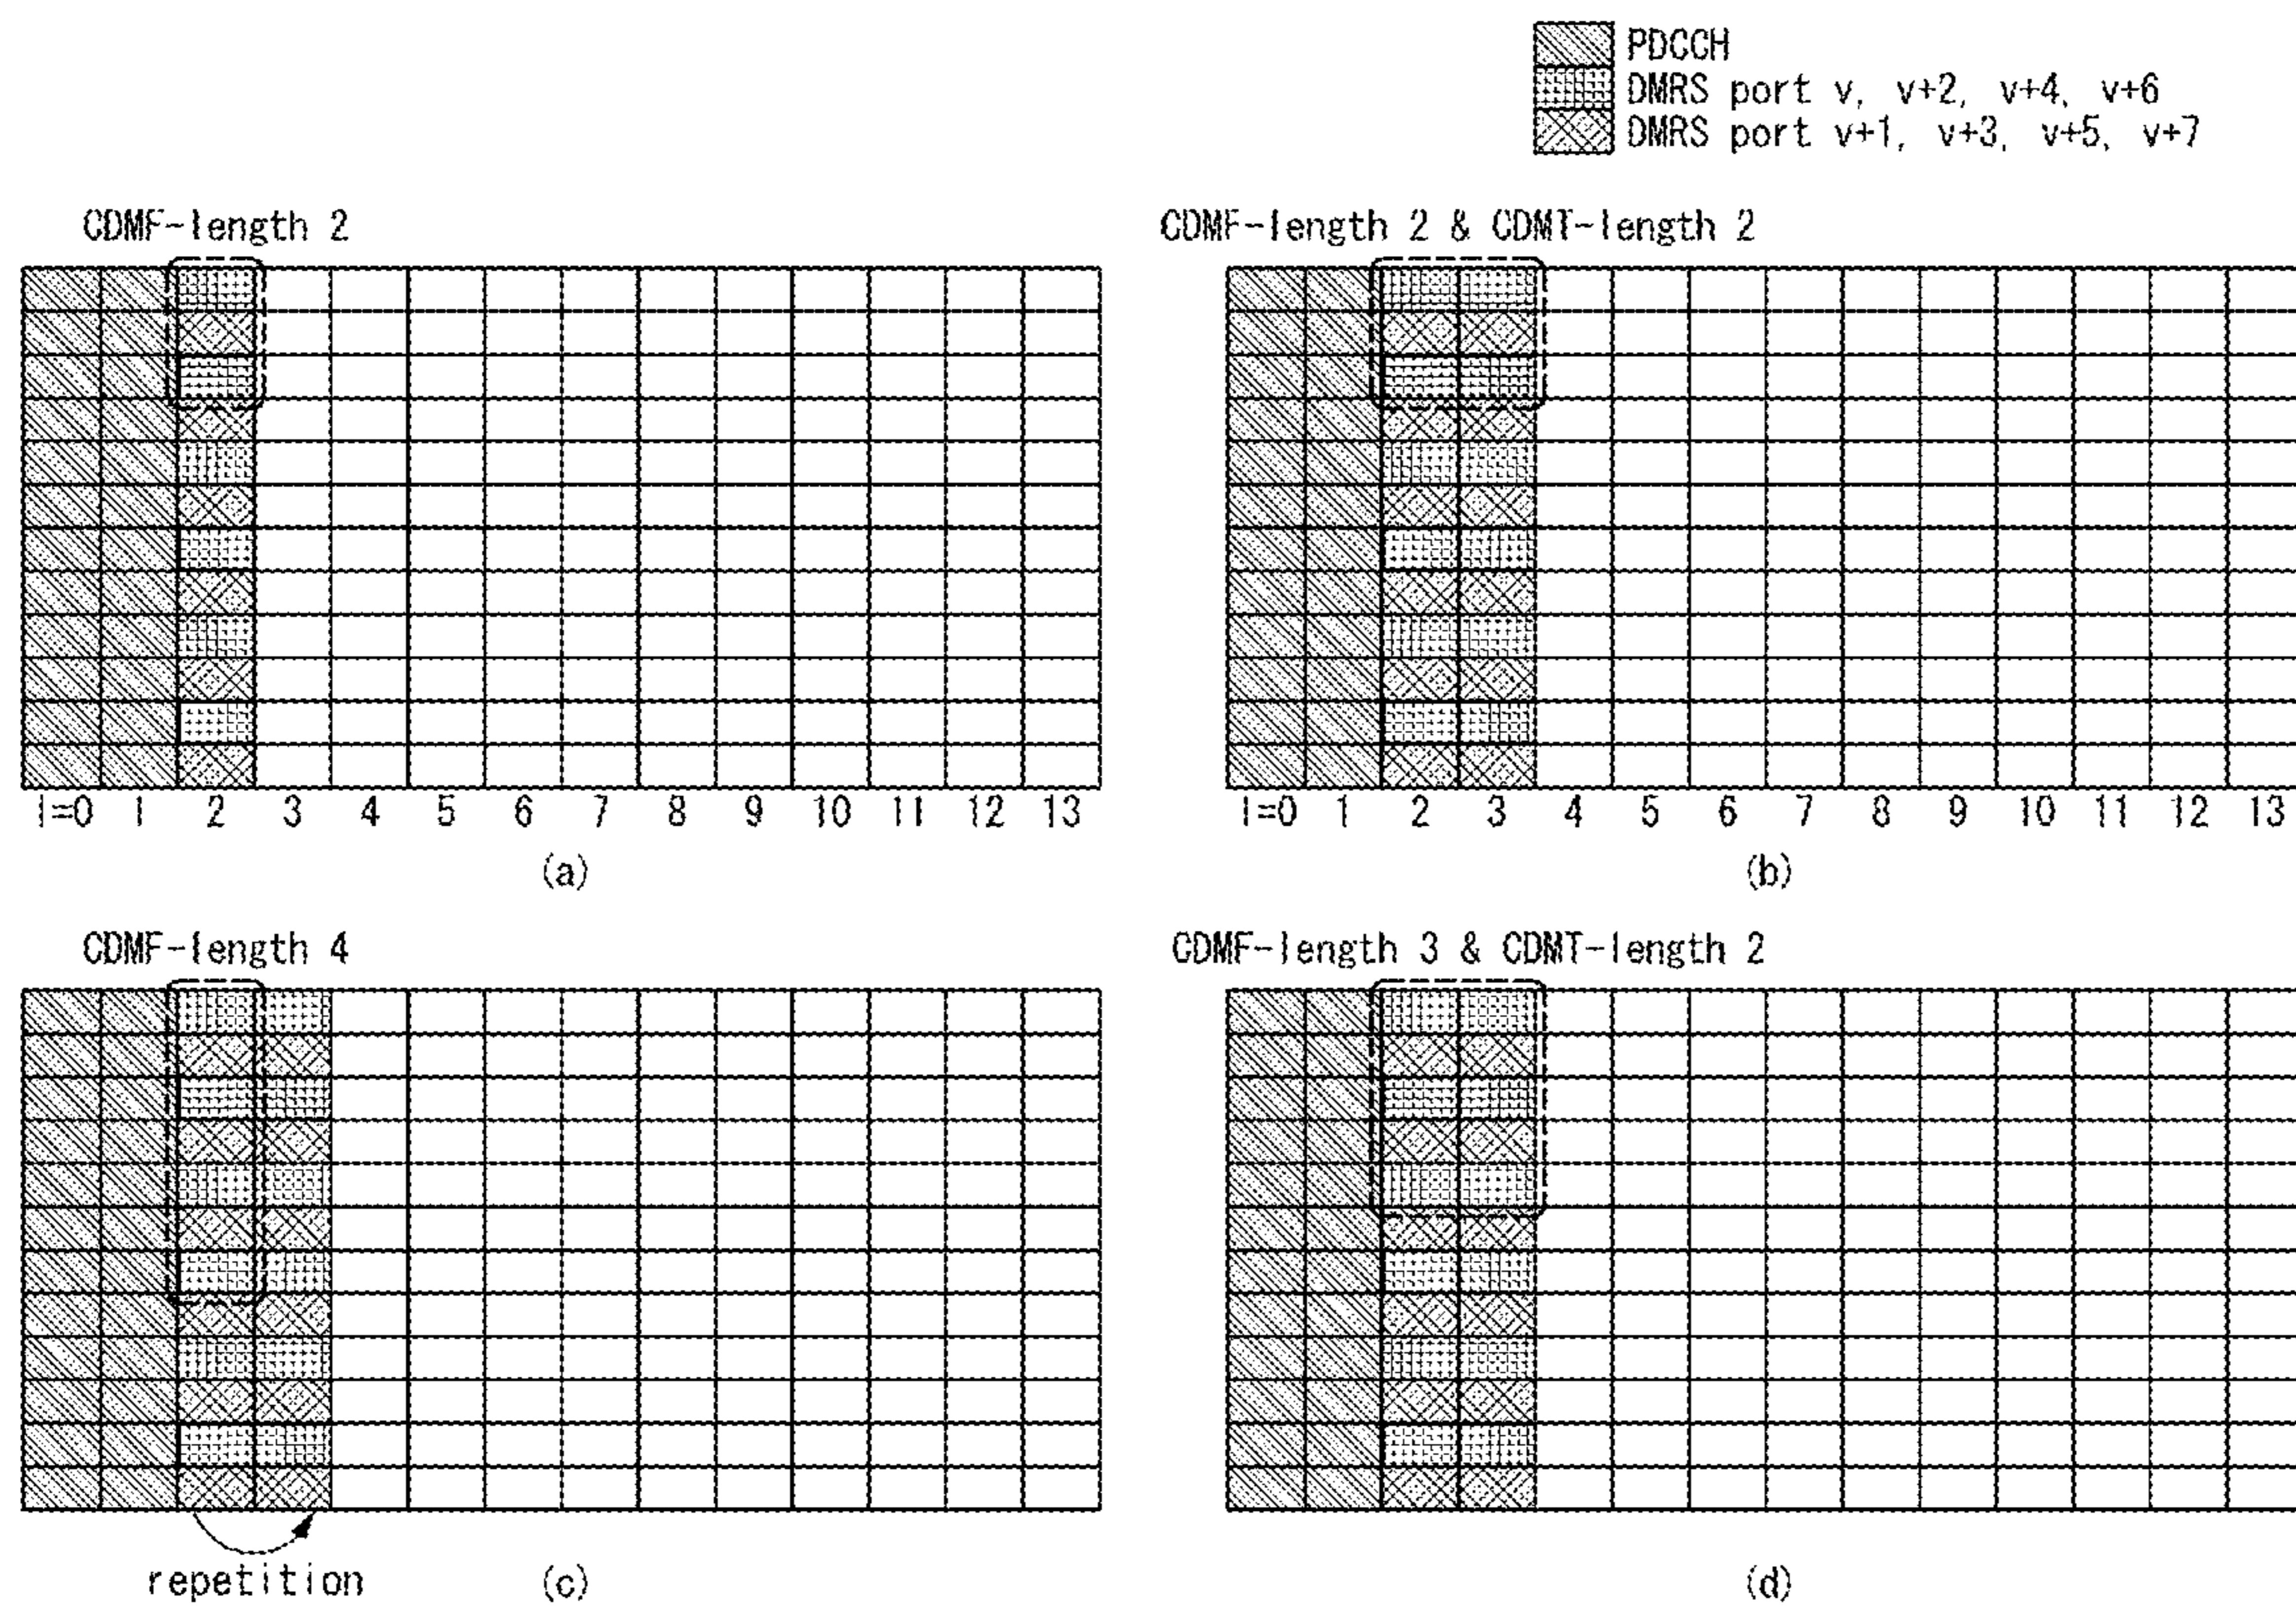 PDCCH
DMRS port v, v+2, v+4, v+6
DMRS port v+1, v+3, v+5, v+7
CDMF-length 2
CDMF-length 2 & CDMT-length 2
l=0 1 2 3 4 5 6 7 8 9 10 11 12 13
l=0 1 2 3 4 5 6 7 8 9 10 11 12 13
(a)
(b)
CDMF-length 4
CDMF-length 3 & CDMT-length 2
repetition
(c)
(d)